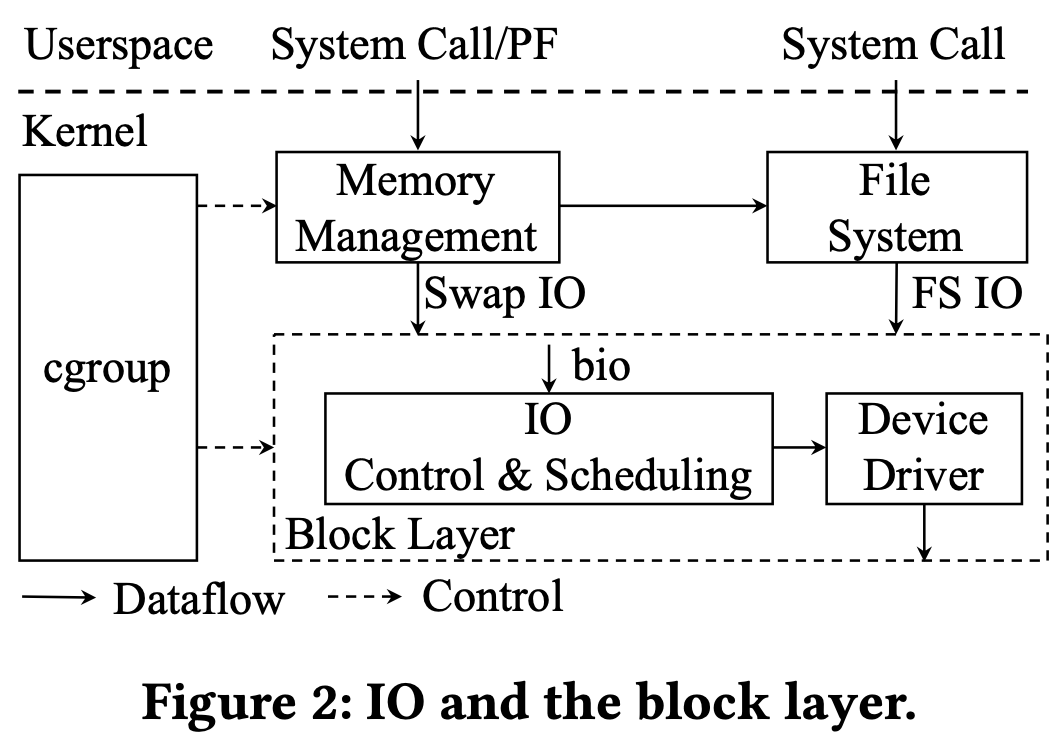 Userspace
System Call/PF
System Call
Kernel
Memory
Management
File
System
Swap IO
FS IO
cgroup
bio
IO
Control & Scheduling
Device
Driver
Block Layer
Dataflow
Control
Figure 2: IO and the block layer.